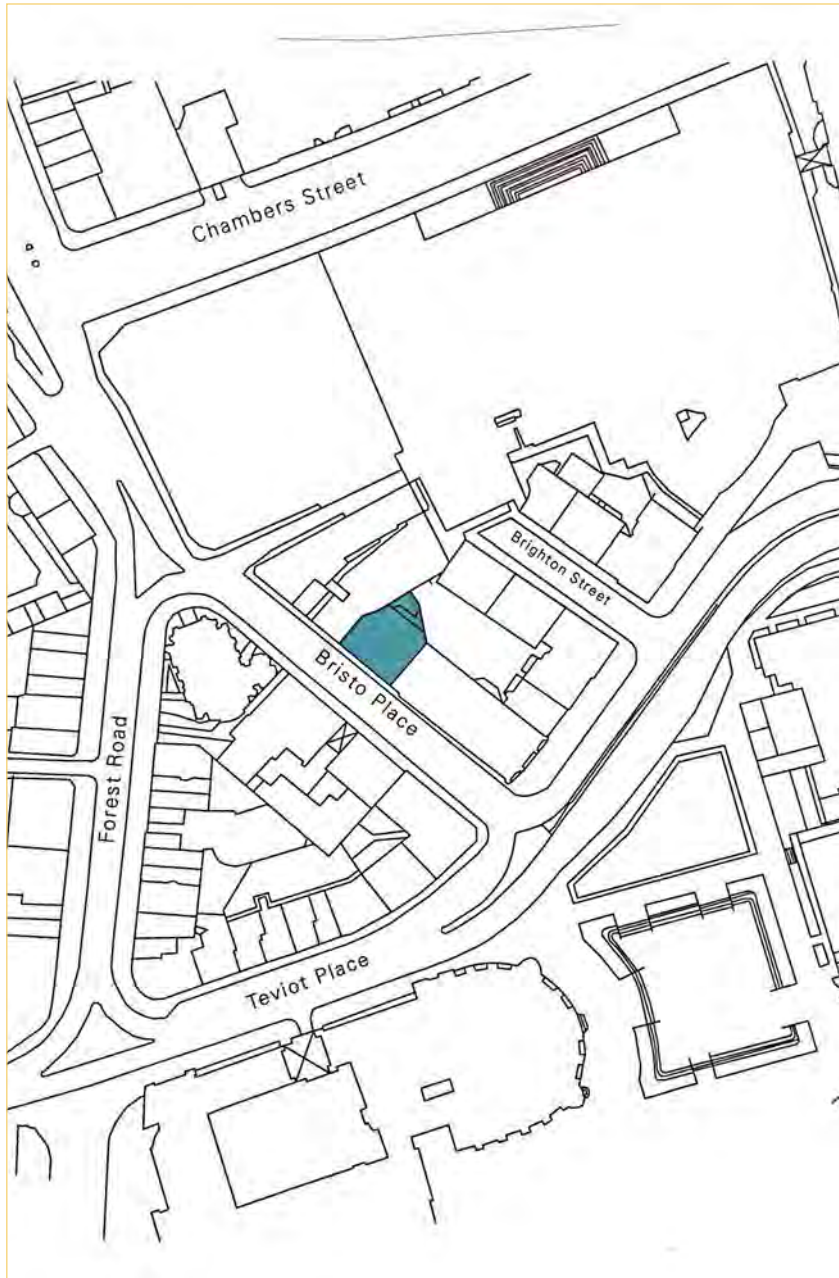 Chambers Street
Brighton Street
Bristo Place
Forest Road
Teviot Place